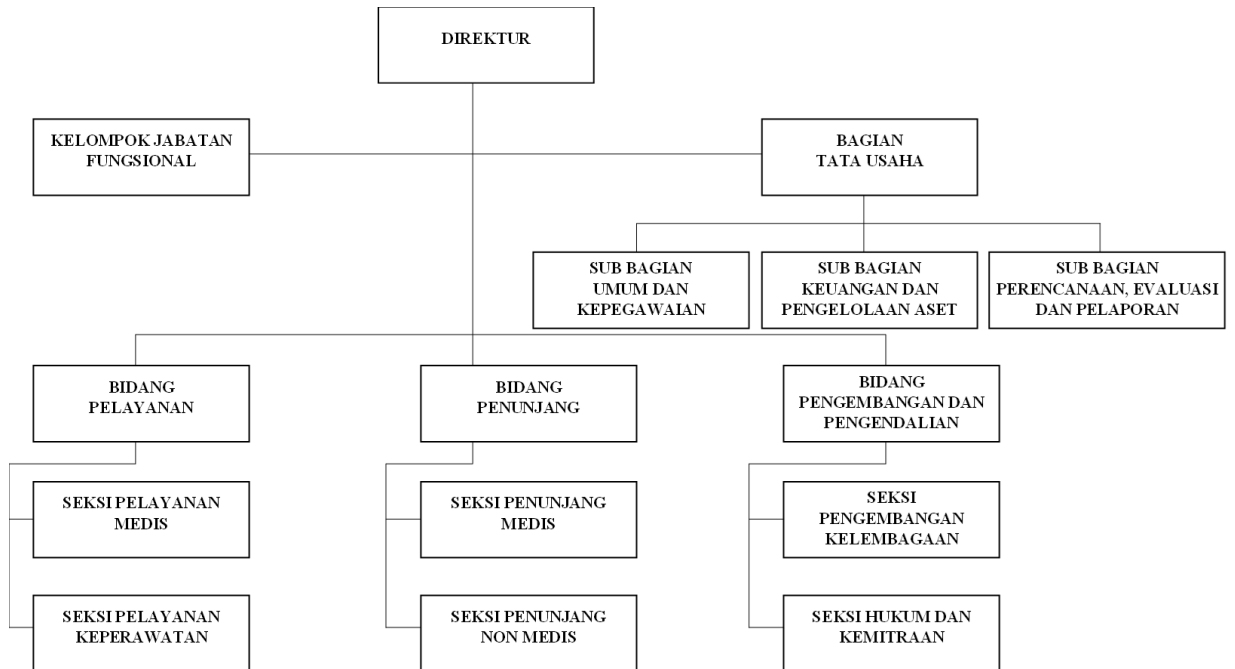 DIREKTUR
KELOMPOK JABATAN
FUNGSIONAL
BAGIAN
TATA USAHA
SUB BAGIAN
UMUM DAN
KEPEGAWAIAN
SUB BAGIAN
KEUANGAN DAN
PENGELOLAAN ASET
SUB BAGIAN
PERENCANAAN, EVALUASI
DAN PELAPORAN
BIDANG
PELAYANAN
BIDANG
PENUNJANG
BIDANG
PENGEMBANGAN DAN
PENGENDALIAN
SEKSI PELAYANAN
MEDIS
SEKSI PENUNJANG
MEDIS
SEKSI
PENGEMBANGAN
KELEMBAGAAN
SEKSI PELAYANAN
KEPERAWATAN
SEKSI PENUNJANG
NON MEDIS
SEKSI HUKUM DAN
KEMITRAAN